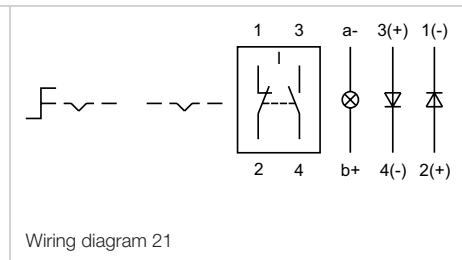 1 3 a- 3(+) 1(-)
I
2 4 b+ 4(-) 2(+)
Wiring diagram 21